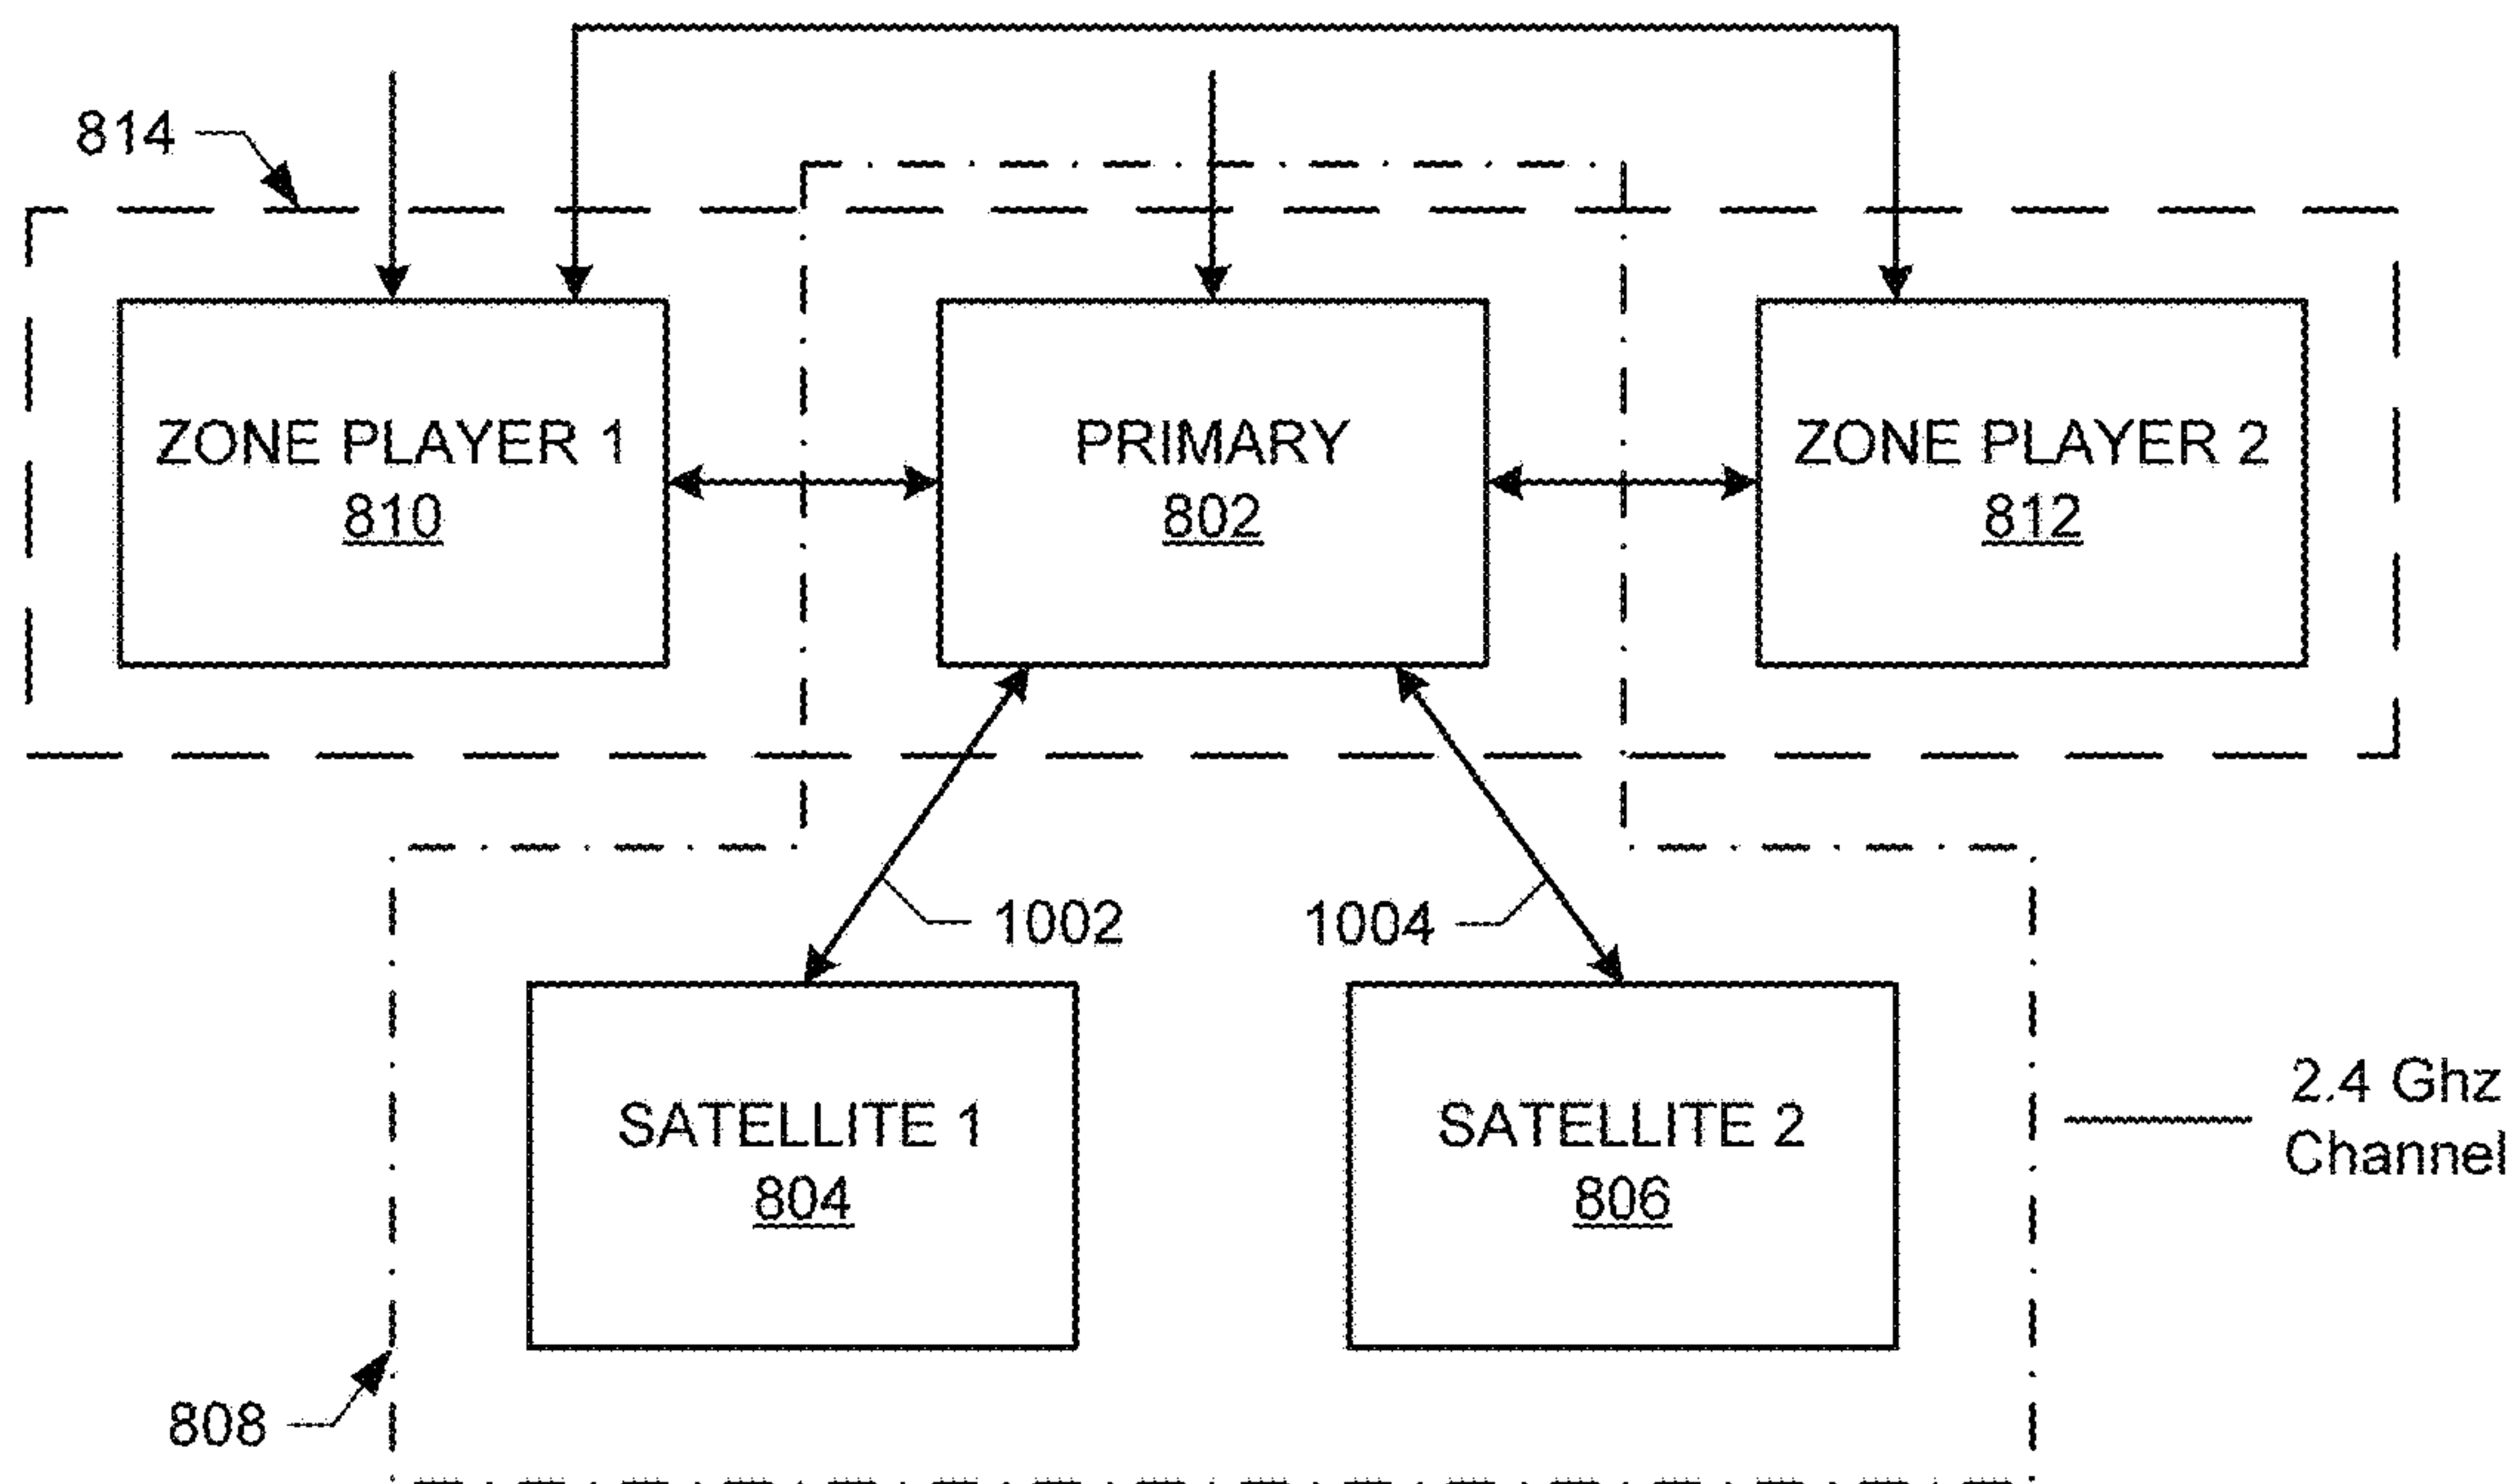 814
ZONE PLAYER 1
810
PRIMARY
802
ZONE PLAYER 2
812
1002
1004
SATELLITE 1
804
SATELLITE 2
806
2.4 Ghz
Channel
808